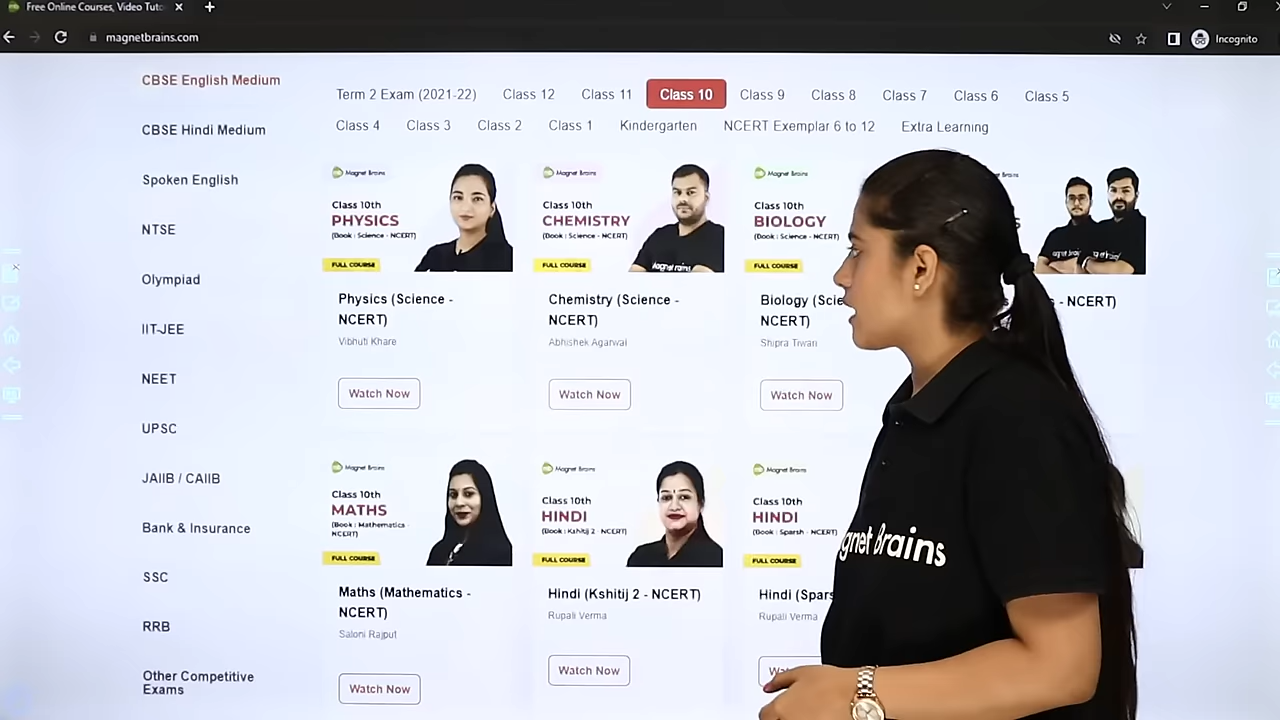 Free Online Courses, Video Tuto
magnetbrains.com
Incognito
CBSE English Medium
CBSE Hindi Medium
Spoken English
NTSE
Olympiad
IIT-JEE
NEET
UPSC
JAIIB / CAIIB
Bank & Insurance
SSC
RRB
Other Competitive
Exams
Term 2 Exam (2021-22) Class 12 Class 11 Class 10 Class 9 Class 8 Class 7 Class 6 Class 5
Class 4 Class 3 Class 2 Class 1 Kindergarten NCERT Exemplar 6 to 12 Extra Learning
Magnet Brains
Class 10th
PHYSICS
(Book : Science - NCERT)
FULL COURSE
Physics (Science -
NCERT)
Vibhuti Khare
Watch Now
Magnet Brains
Class 10th
CHEMISTRY
(Book : Science - NCERT)
FULL COURSE
Chemistry (Science -
NCERT)
Abhishek Agarwal
Watch Now
Magnet Brains
Class 10th
BIOLOGY
(Book : Science - NCERT)
FULL COURSE
Biology (Scie
NCERT)
Shipra Tiwari
Watch Now
- NCERT)
Magnet Brains
Class 10th
MATHS
(Book : Mathematics -
NCERT)
FULL COURSE
Maths (Mathematics -
NCERT)
Saloni Rajput
Watch Now
Magnet Brains
Class 10th
HINDI
(Book : Kshitij 2 - NCERT)
FULL COURSE
Hindi (Kshitij 2 - NCERT)
Rupali Verma
Watch Now
Magnet Brains
Class 10th
HINDI
(Book : Sparsh - NCERT)
FULL COURSE
Hindi (Spars
Rupali Verma
gnet Brains